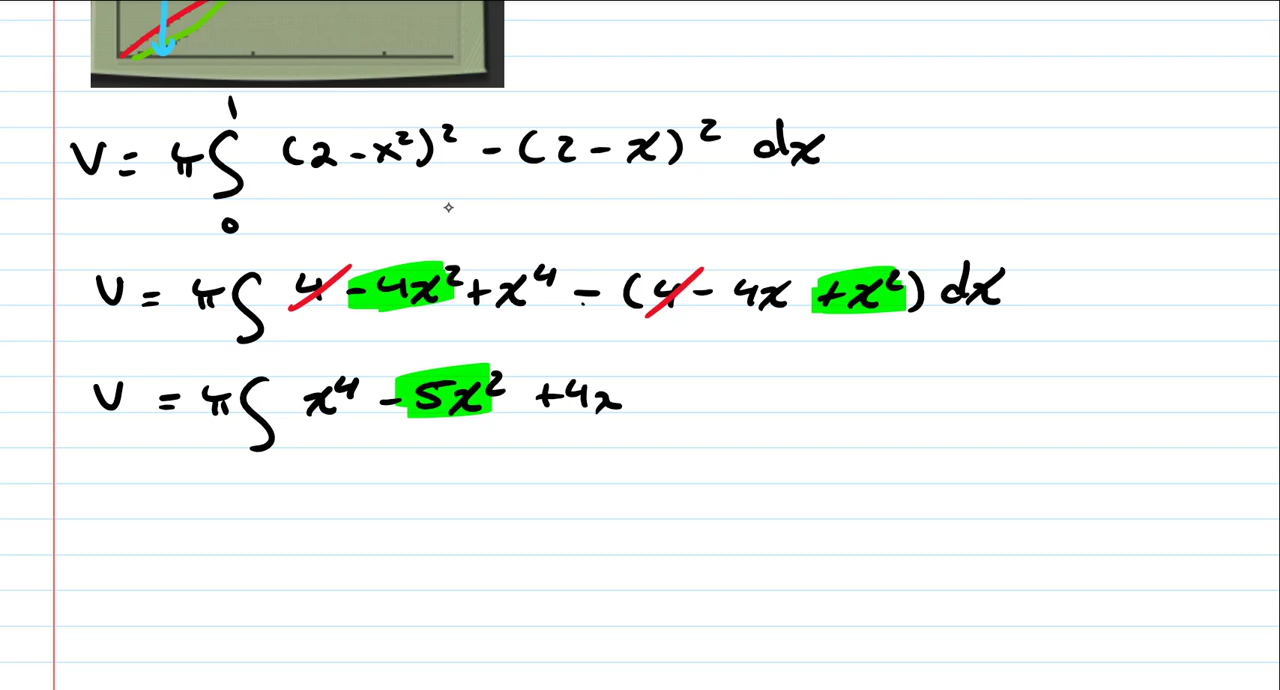 V = π∫₀¹ (2 - x²)² - (2 - x)² dx
V = π∫ 4 - 4x² + x⁴ - (4 - 4x + x²) dx
V = π∫ x⁴ - 5x² + 4x